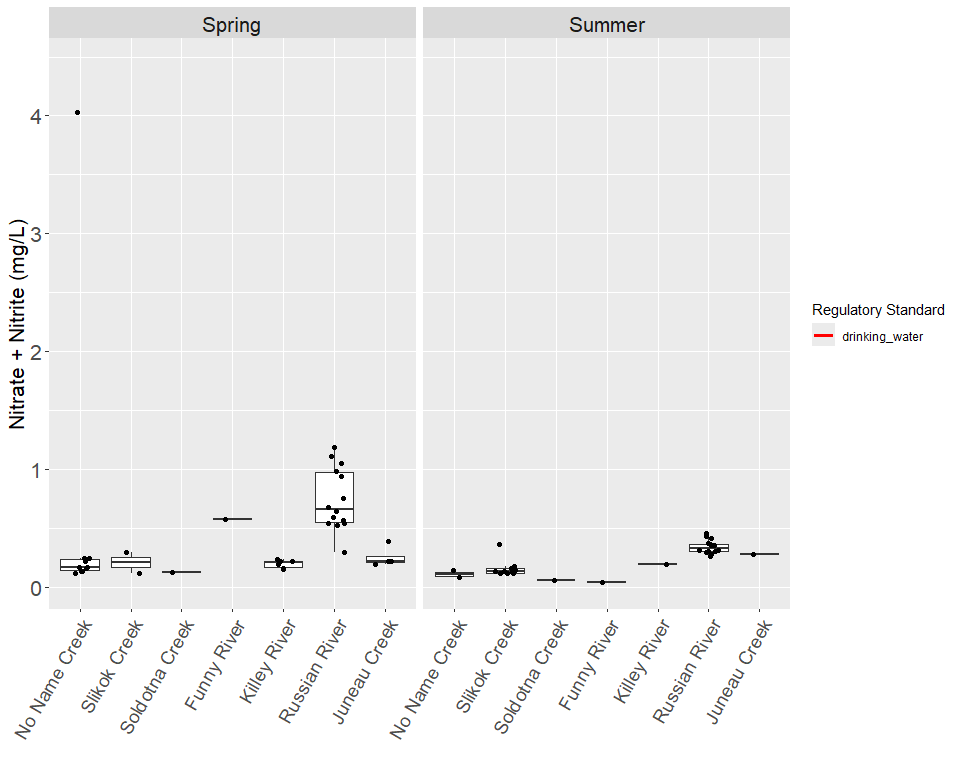 Spring
Summer
Nitrate + Nitrite (mg/L)
4
3
2
1
0
No Name Creek
Slikok Creek
Soldotna Creek
Funny River
Killey River
Russian River
Juneau Creek
No Name Creek
Slikok Creek
Soldotna Creek
Funny River
Killey River
Russian River
Juneau Creek
Regulatory Standard
drinking_water